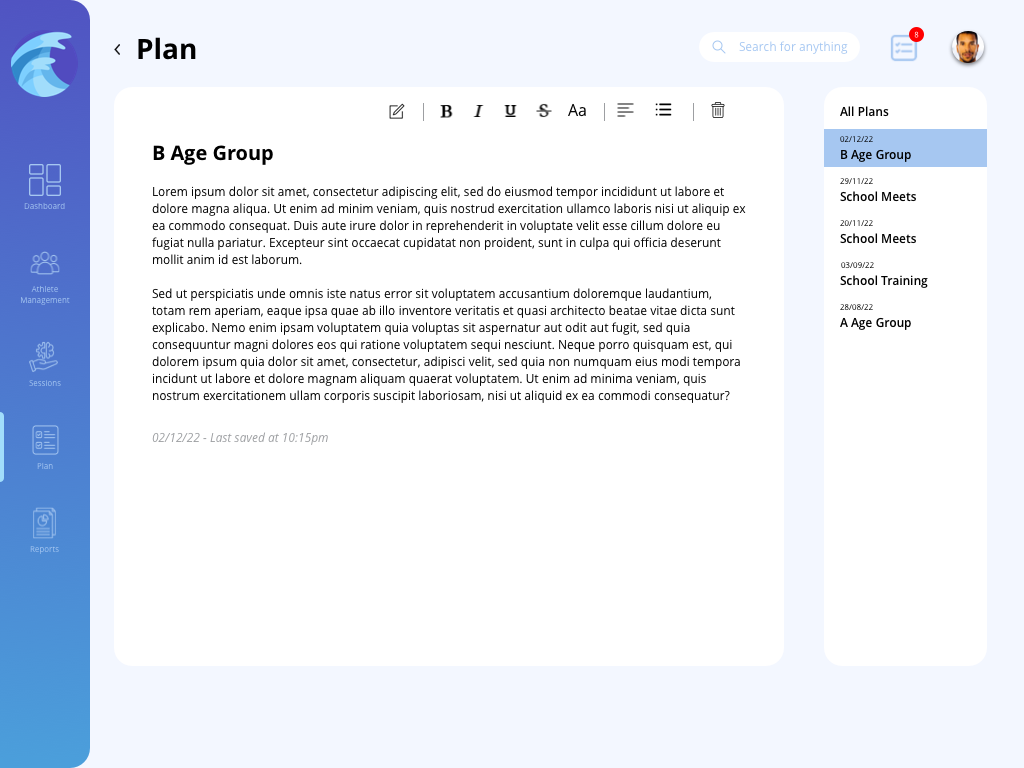 Plan
Search for anything
8
B I U S Aa
All Plans
02/12/22
B Age Group
29/11/22
School Meets
20/11/22
School Meets
03/09/22
School Training
28/08/22
A Age Group
B Age Group
Lorem ipsum dolor sit amet, consectetur adipiscing elit, sed do eiusmod tempor incididunt ut labore et
dolore magna aliqua. Ut enim ad minim veniam, quis nostrud exercitation ullamco laboris nisi ut aliquip ex
ea commodo consequat. Duis aute irure dolor in reprehenderit in voluptate velit esse cillum dolore eu
fugiat nulla pariatur. Excepteur sint occaecat cupidatat non proident, sunt in culpa qui officia deserunt
mollit anim id est laborum.
Sed ut perspiciatis unde omnis iste natus error sit voluptatem accusantium doloremque laudantium,
totam rem aperiam, eaque ipsa quae ab illo inventore veritatis et quasi architecto beatae vitae dicta sunt
explicabo. Nemo enim ipsam voluptatem quia voluptas sit aspernatur aut odit aut fugit, sed quia
consequuntur magni dolores eos qui ratione voluptatem sequi nesciunt. Neque porro quisquam est, qui
dolorem ipsum quia dolor sit amet, consectetur, adipisci velit, sed quia non numquam eius modi tempora
incidunt ut labore et dolore magnam aliquam quaerat voluptatem. Ut enim ad minima veniam, quis
nostrum exercitationem ullam corporis suscipit laboriosam, nisi ut aliquid ex ea commodi consequatur?
02/12/22 - Last saved at 10:15pm
Dashboard
Athlete
Management
Sessions
Plan
Reports